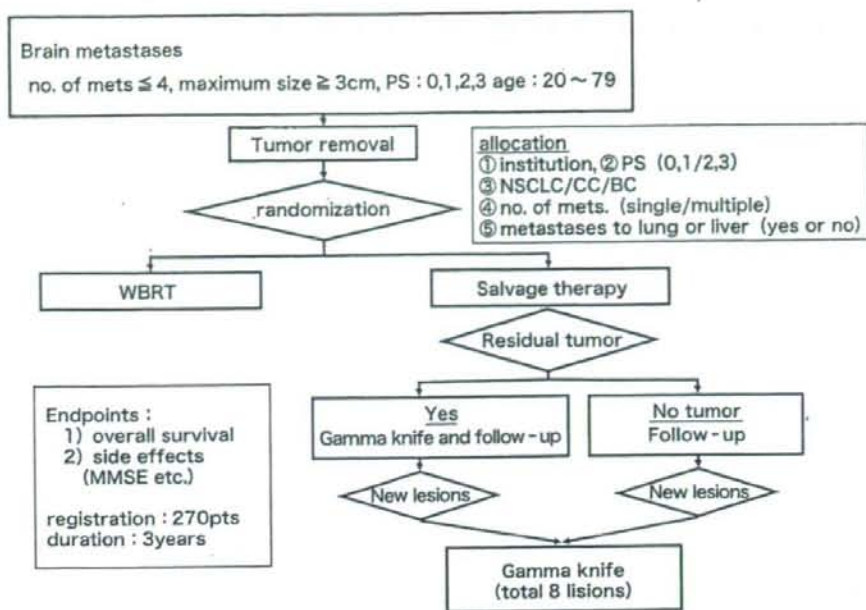 Brain metastases
no. of mets ≦ 4, maximum size ≧ 3cm, PS : 0,1,2,3 age : 20～79
Tumor removal
allocation
① institution, ② PS (0,1/2,3)
③ NSCLC/CC/BC
④ no. of mets. (single/multiple)
⑤ metastases to lung or liver (yes or no)
randomization
WBRT
Salvage therapy
Residual tumor
Endpoints :
1) overall survival
2) side effects
(MMSE etc.)
registration : 270pts
duration : 3years
Yes
Gamma knife and follow-up
No tumor
Follow-up
New lesions
New lesions
Gamma knife
(total 8 lisions)